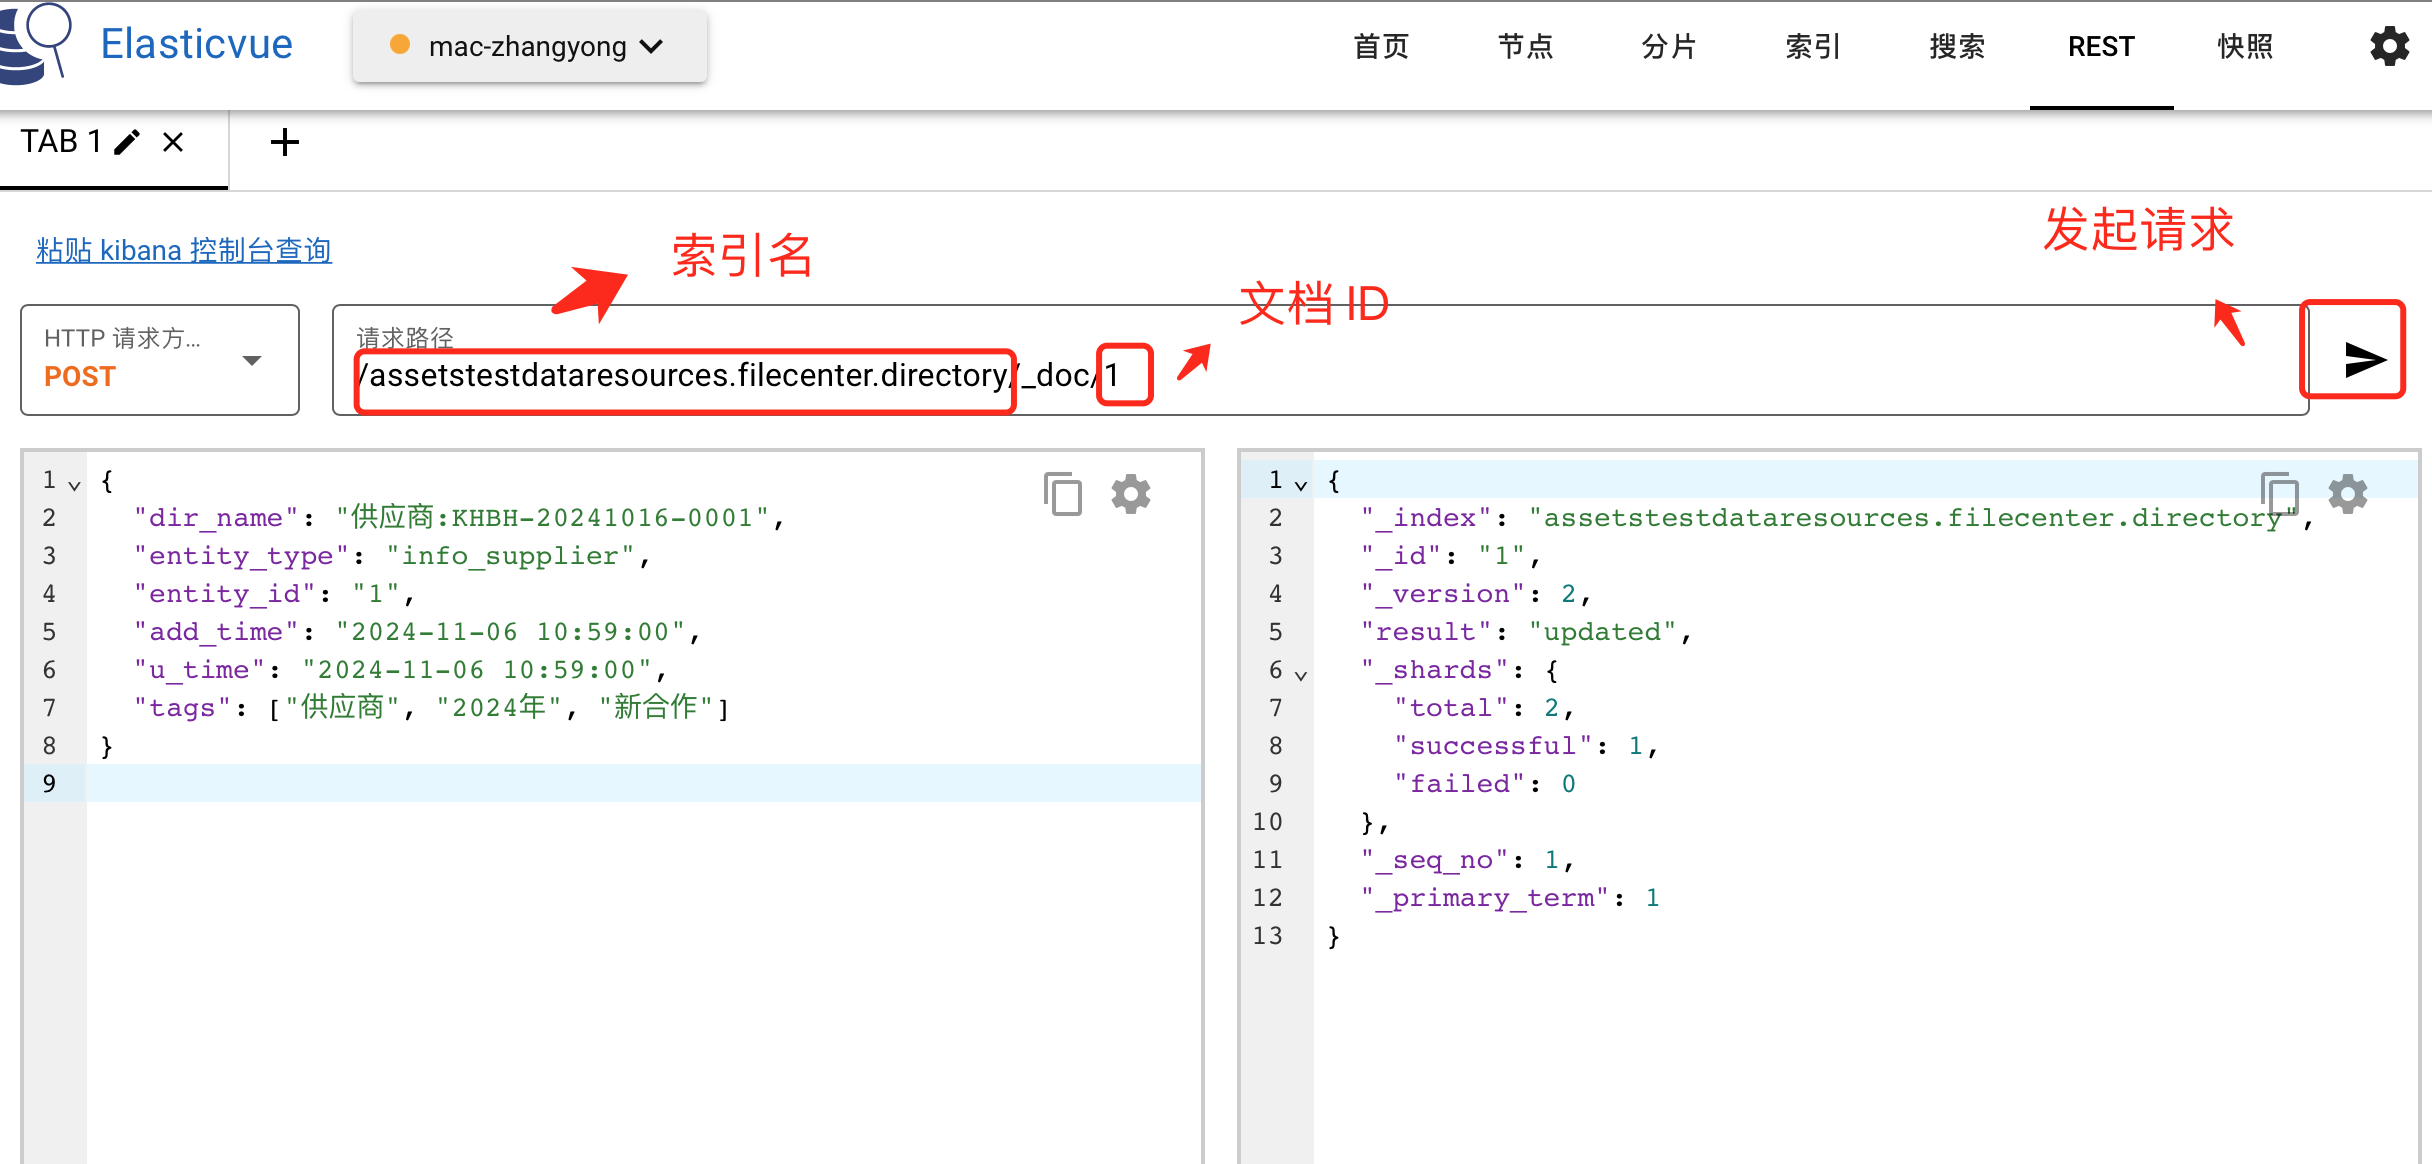 Elasticvue
mac-zhangyong
首页 节点 分片 索引 搜索 REST 快照
TAB 1
粘贴 kibana 控制台查询
索引名
发起请求
文档 ID
HTTP 请求方...
POST
请求路径
/assetstestdataresources.filecenter.directory/_doc/1
1 {
2 "dir_name": "供应商:KHBH-20241016-0001",
3 "entity_type": "info_supplier",
4 "entity_id": "1",
5 "add_time": "2024-11-06 10:59:00",
6 "u_time": "2024-11-06 10:59:00",
7 "tags": ["供应商", "2024年", "新合作"]
8 }
9
1 {
2 "_index": "assetstestdataresources.filecenter.directory",
3 "_id": "1",
4 "_version": 2,
5 "result": "updated",
6 "_shards": {
7 "total": 2,
8 "successful": 1,
9 "failed": 0
10 },
11 "_seq_no": 1,
12 "_primary_term": 1
13 }